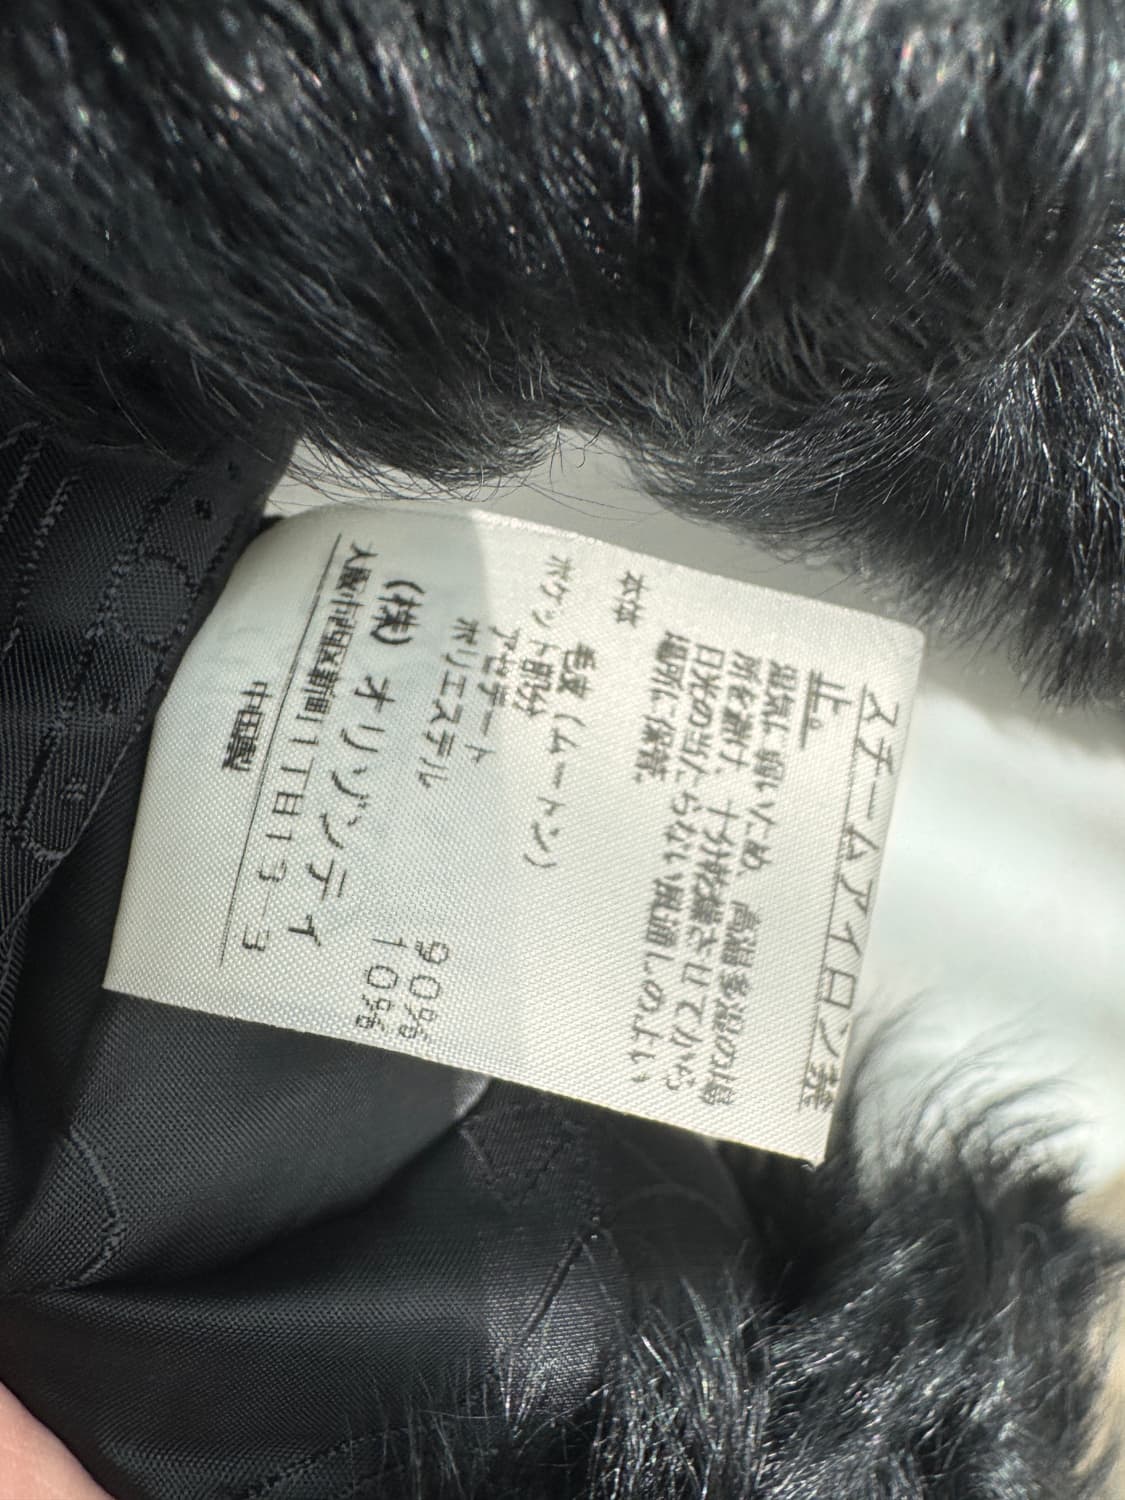 スチームアイロン禁
止。
湿気に弱いため、高温多湿の場
所を避け、十分乾燥させてから
日光の当たらない風通しのよい
場所に保管。
本体
毛皮(ムートン)
ポケット部分
アセテート 90%
ポリエステル 10%
(株)オリゾンティ
大阪市西区新町1丁目13-3
中国製